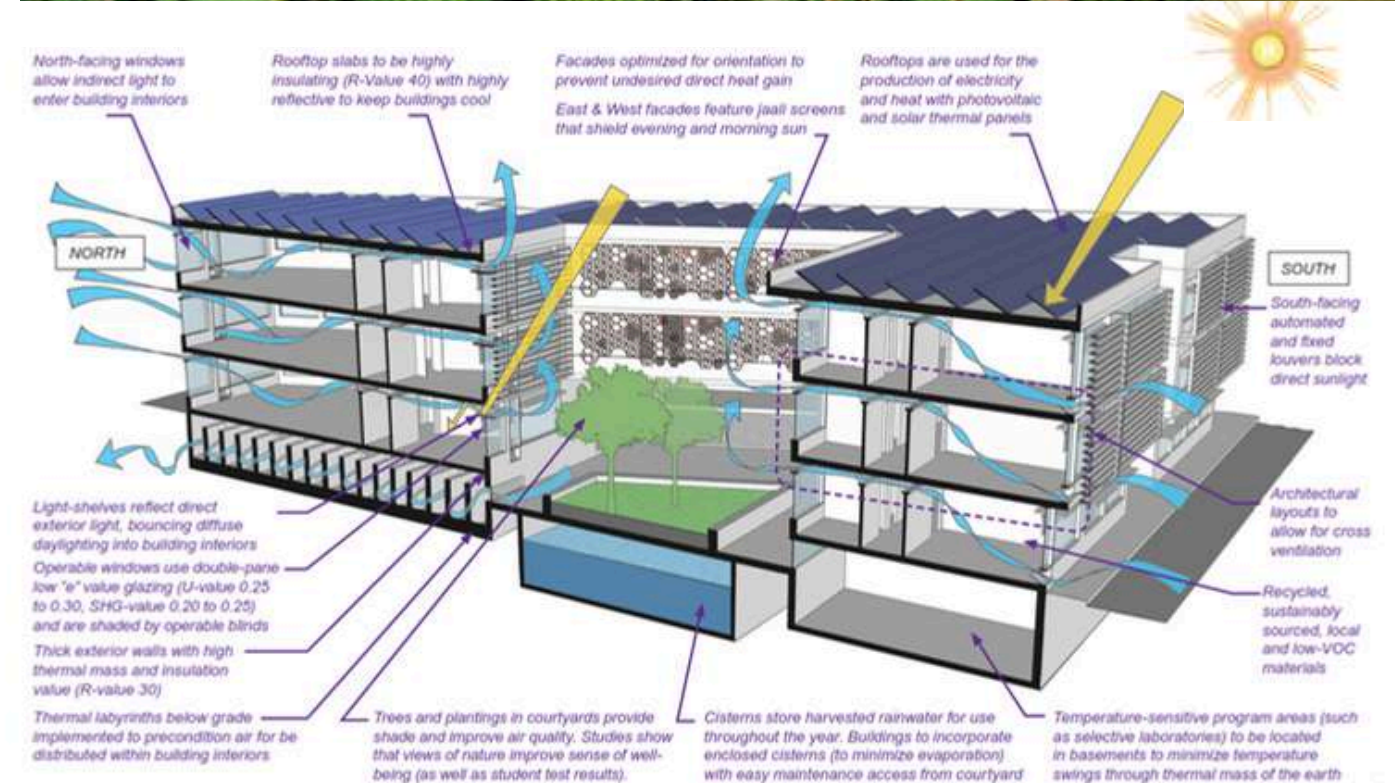 North-facing windows
allow indirect light to
enter building interiors
Rooftop slabs to be highly
insulating (R-Value 40) with highly
reflective to keep buildings cool
Facades optimized for orientation to
prevent undesired direct heat gain
East & West facades feature jaali screens
that shield evening and morning sun
Rooftops are used for the
production of electricity
and heat with photovoltaic
and solar thermal panels
NORTH
SOUTH
South-facing
automated
and fixed
louvers block
direct sunlight
Light-shelves reflect direct
exterior light, bouncing diffuse
daylighting into building interiors
Operable windows use double-pane
low "e" value glazing (U-value 0.25
to 0.30, SHG-value 0.20 to 0.25)
and are shaded by operable blinds
Thick exterior walls with high
thermal mass and insulation
value (R-value 30)
Thermal labyrinths below grade
implemented to precondition air for be
distributed within building interiors
Architectural
layouts to
allow for cross
ventilation
Recycled,
sustainably
sourced, local
and low-VOC
materials
Trees and plantings in courtyards provide
shade and improve air quality. Studies show
that views of nature improve sense of well-
being (as well as student test results).
Cisterns store harvested rainwater for use
throughout the year. Buildings to incorporate
enclosed cisterns (to minimize evaporation)
with easy maintenance access from courtyard
Temperature-sensitive program areas (such
as selective laboratories) to be located
in basements to minimize temperature
swings through thermal mass of the earth